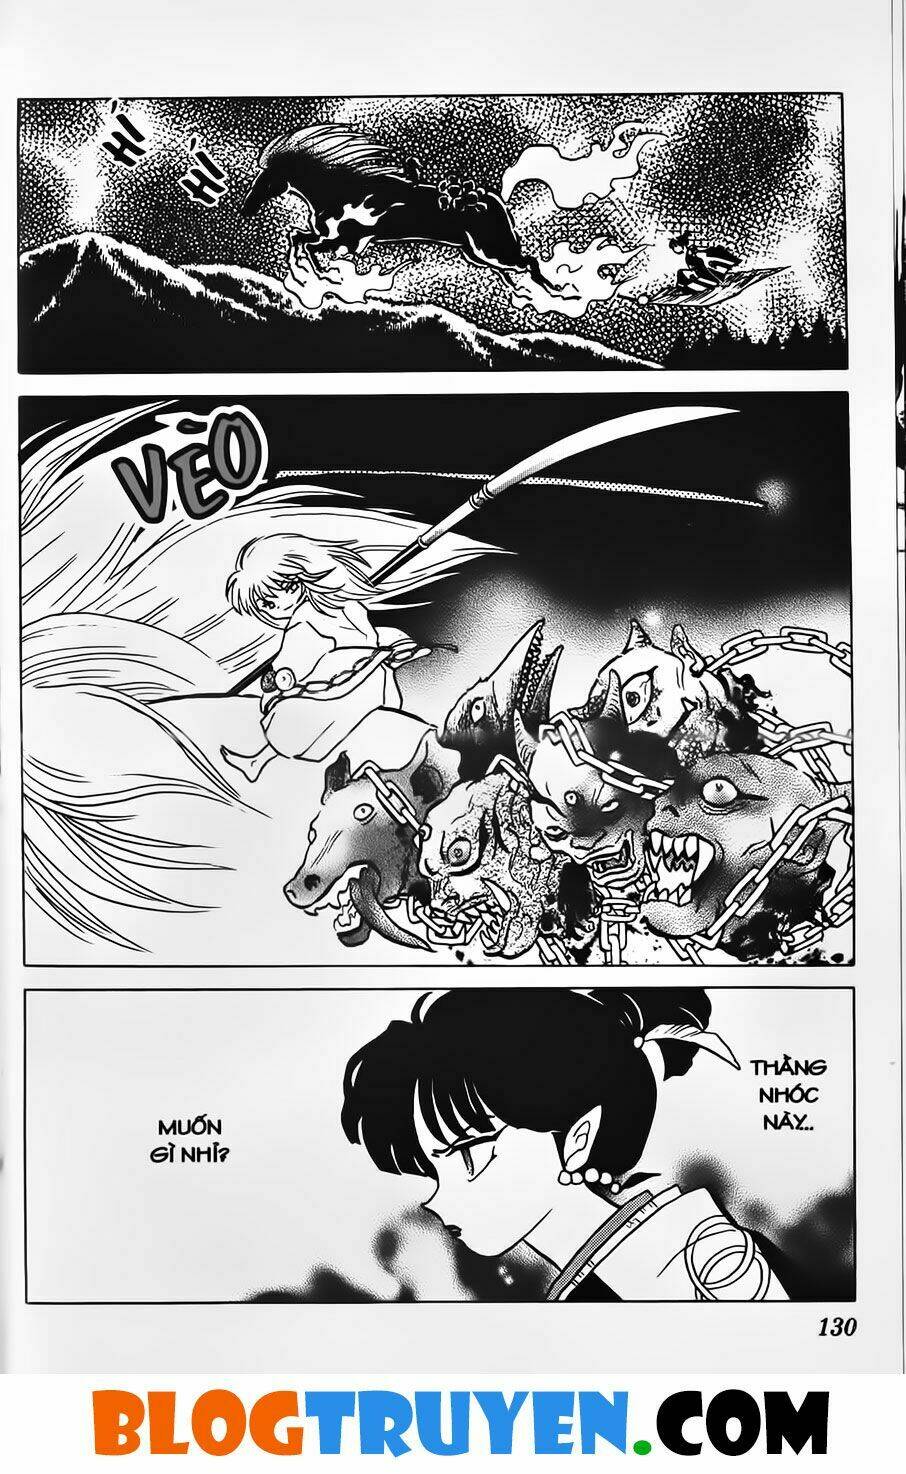 HÍ
HÍ
VÈO
THẰNG
NHÓC
NÀY...
MUỐN
GÌ NHỈ?
130
BLOGTRUYEN.COM